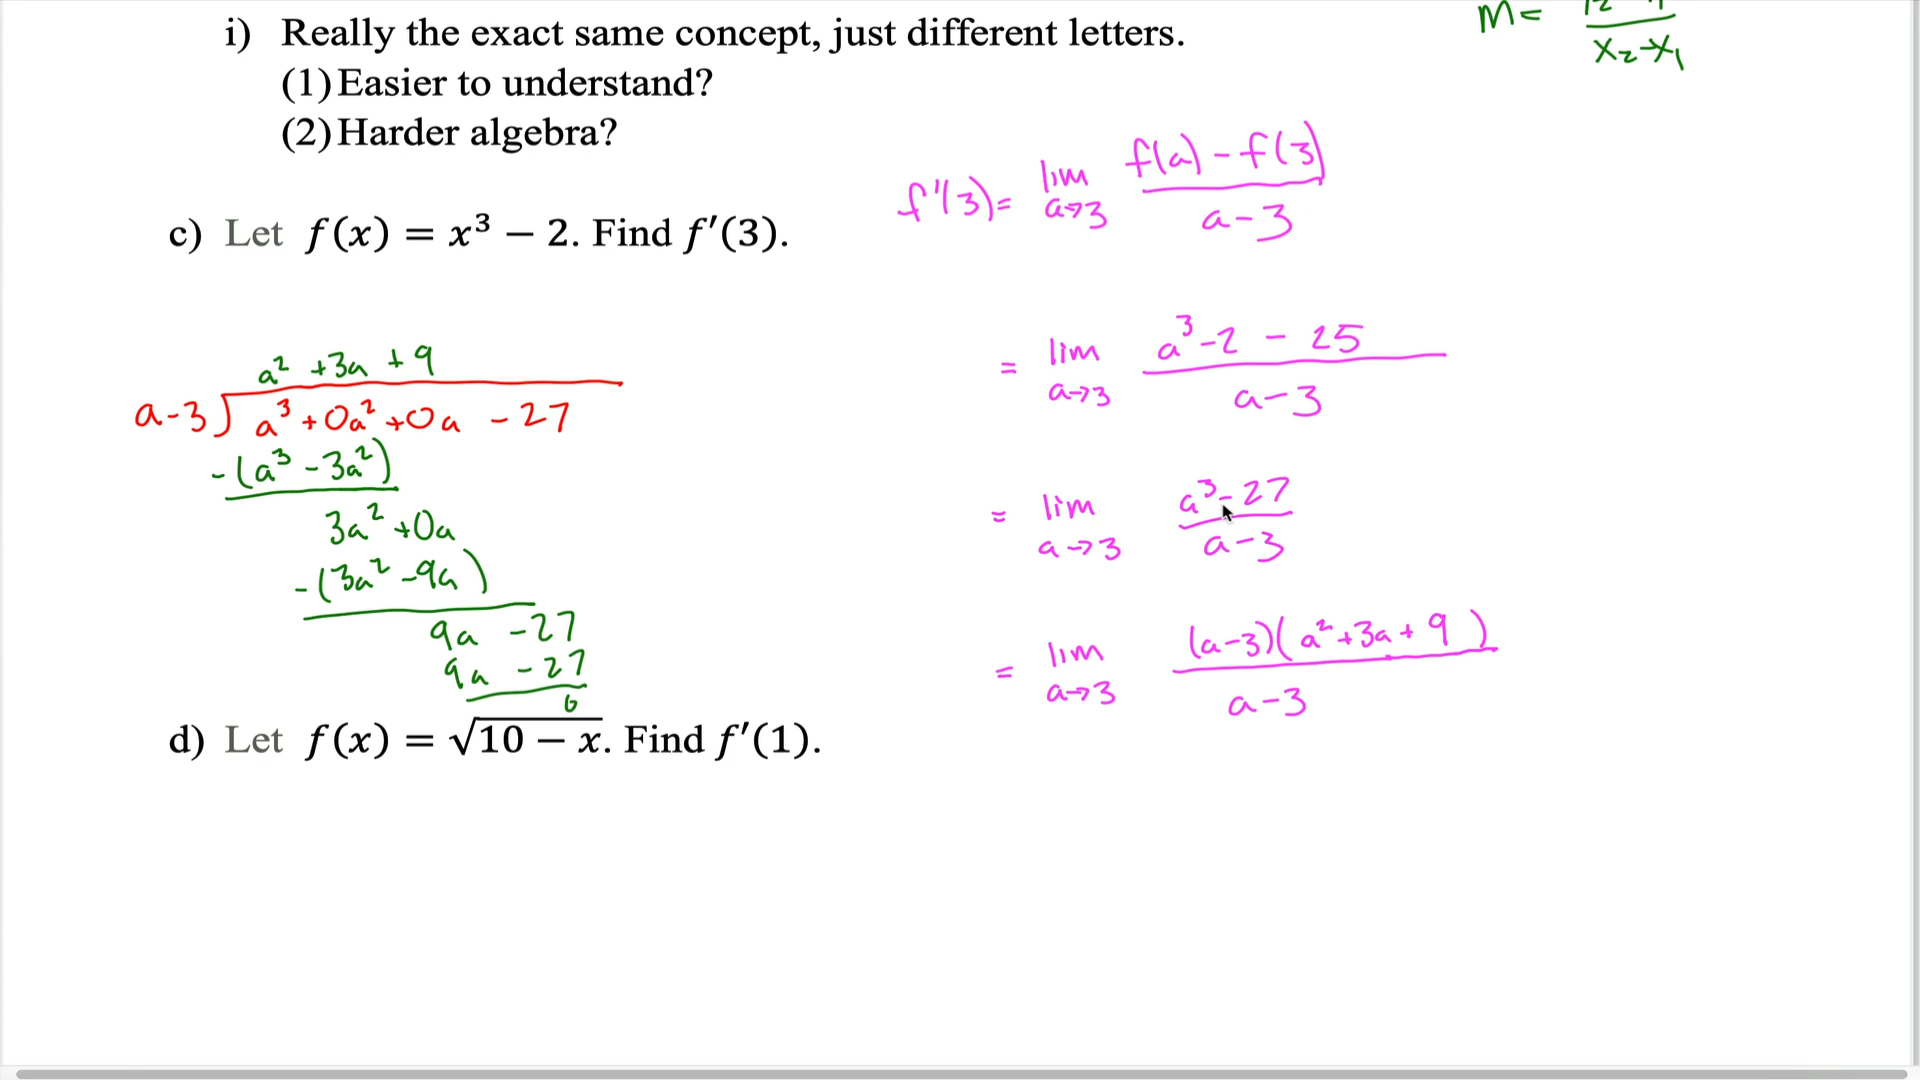 i) Really the exact same concept, just different letters.
(1) Easier to understand?
(2) Harder algebra?
m = / x₂-x₁
c) Let f(x) = x³ − 2. Find f′(3).
f'(3) = lim a→3 f(a) - f(3) / a-3
= lim a→3 a³-2 - 25 / a-3
= lim a→3 a³-27 / a-3
= lim a→3 (a-3)(a²+3a+9) / a-3
a² +3a +9
a-3 ) a³+0a²+0a -27
-(a³ -3a²)
3a² +0a
-(3a² -9a)
9a -27
9a -27
0
d) Let f(x) = √10 − x. Find f′(1).